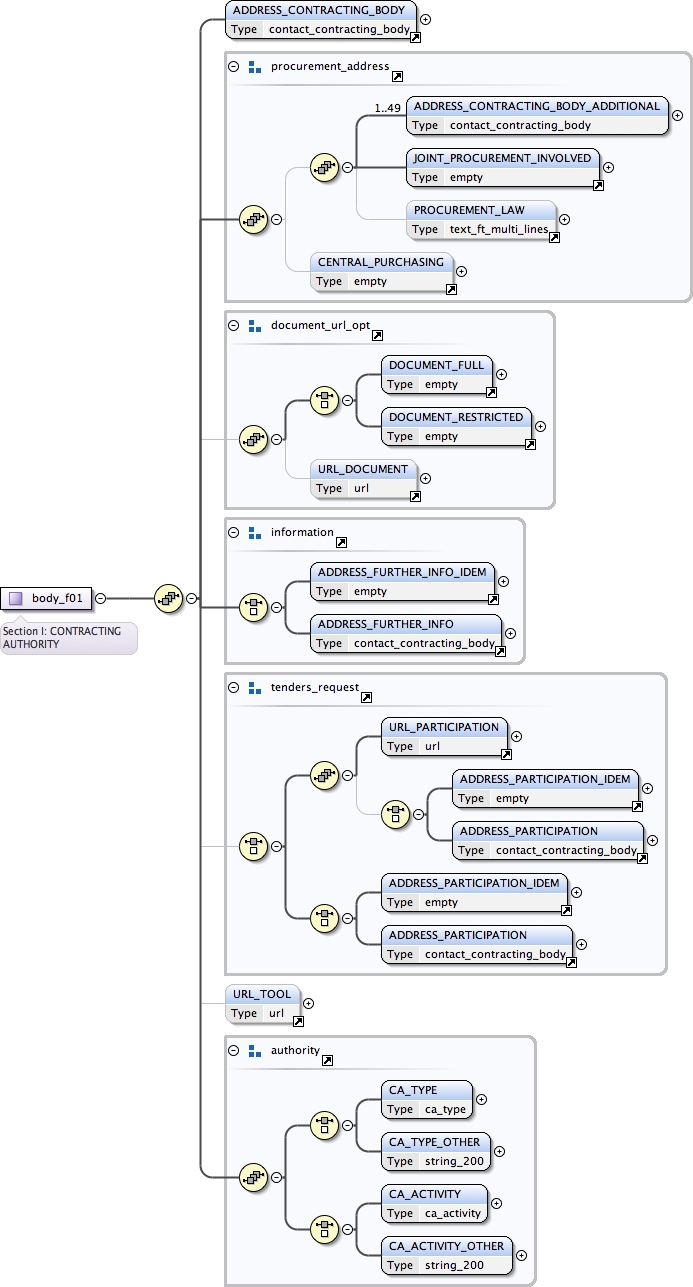 ADDRESS_CONTRACTING_BODY
Type contact_contracting_body
procurement_address
1..49
ADDRESS_CONTRACTING_BODY_ADDITIONAL
Type contact_contracting_body
JOINT_PROCUREMENT_INVOLVED
Type empty
PROCUREMENT_LAW
Type text_ft_multi_lines
CENTRAL_PURCHASING
Type empty
document_url_opt
DOCUMENT_FULL
Type empty
DOCUMENT_RESTRICTED
Type empty
URL_DOCUMENT
Type url
information
ADDRESS_FURTHER_INFO_IDEM
Type empty
ADDRESS_FURTHER_INFO
Type contact_contracting_body
body_f01
Section I: CONTRACTING
AUTHORITY
tenders_request
URL_PARTICIPATION
Type url
ADDRESS_PARTICIPATION_IDEM
Type empty
ADDRESS_PARTICIPATION
Type contact_contracting_body
ADDRESS_PARTICIPATION_IDEM
Type empty
ADDRESS_PARTICIPATION
Type contact_contracting_body
URL_TOOL
Type url
authority
CA_TYPE
Type ca_type
CA_TYPE_OTHER
Type string_200
CA_ACTIVITY
Type ca_activity
CA_ACTIVITY_OTHER
Type string_200